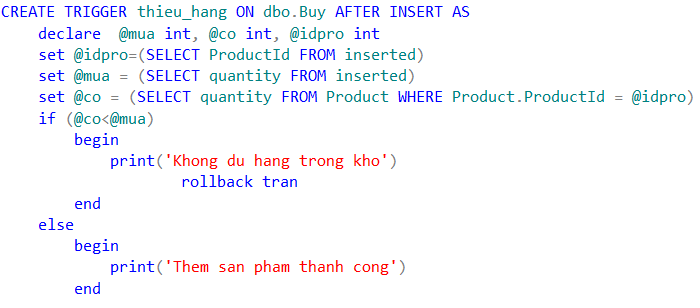 CREATE TRIGGER thieu_hang ON dbo.Buy AFTER INSERT AS
    declare  @mua int, @co int, @idpro int
    set @idpro=(SELECT ProductId FROM inserted)
    set @mua = (SELECT quantity FROM inserted)
    set @co = (SELECT quantity FROM Product WHERE Product.ProductId = @idpro)
    if (@co<@mua)
        begin
            print('Khong du hang trong kho')
                    rollback tran
        end
    else
        begin
            print('Them san pham thanh cong')
        end